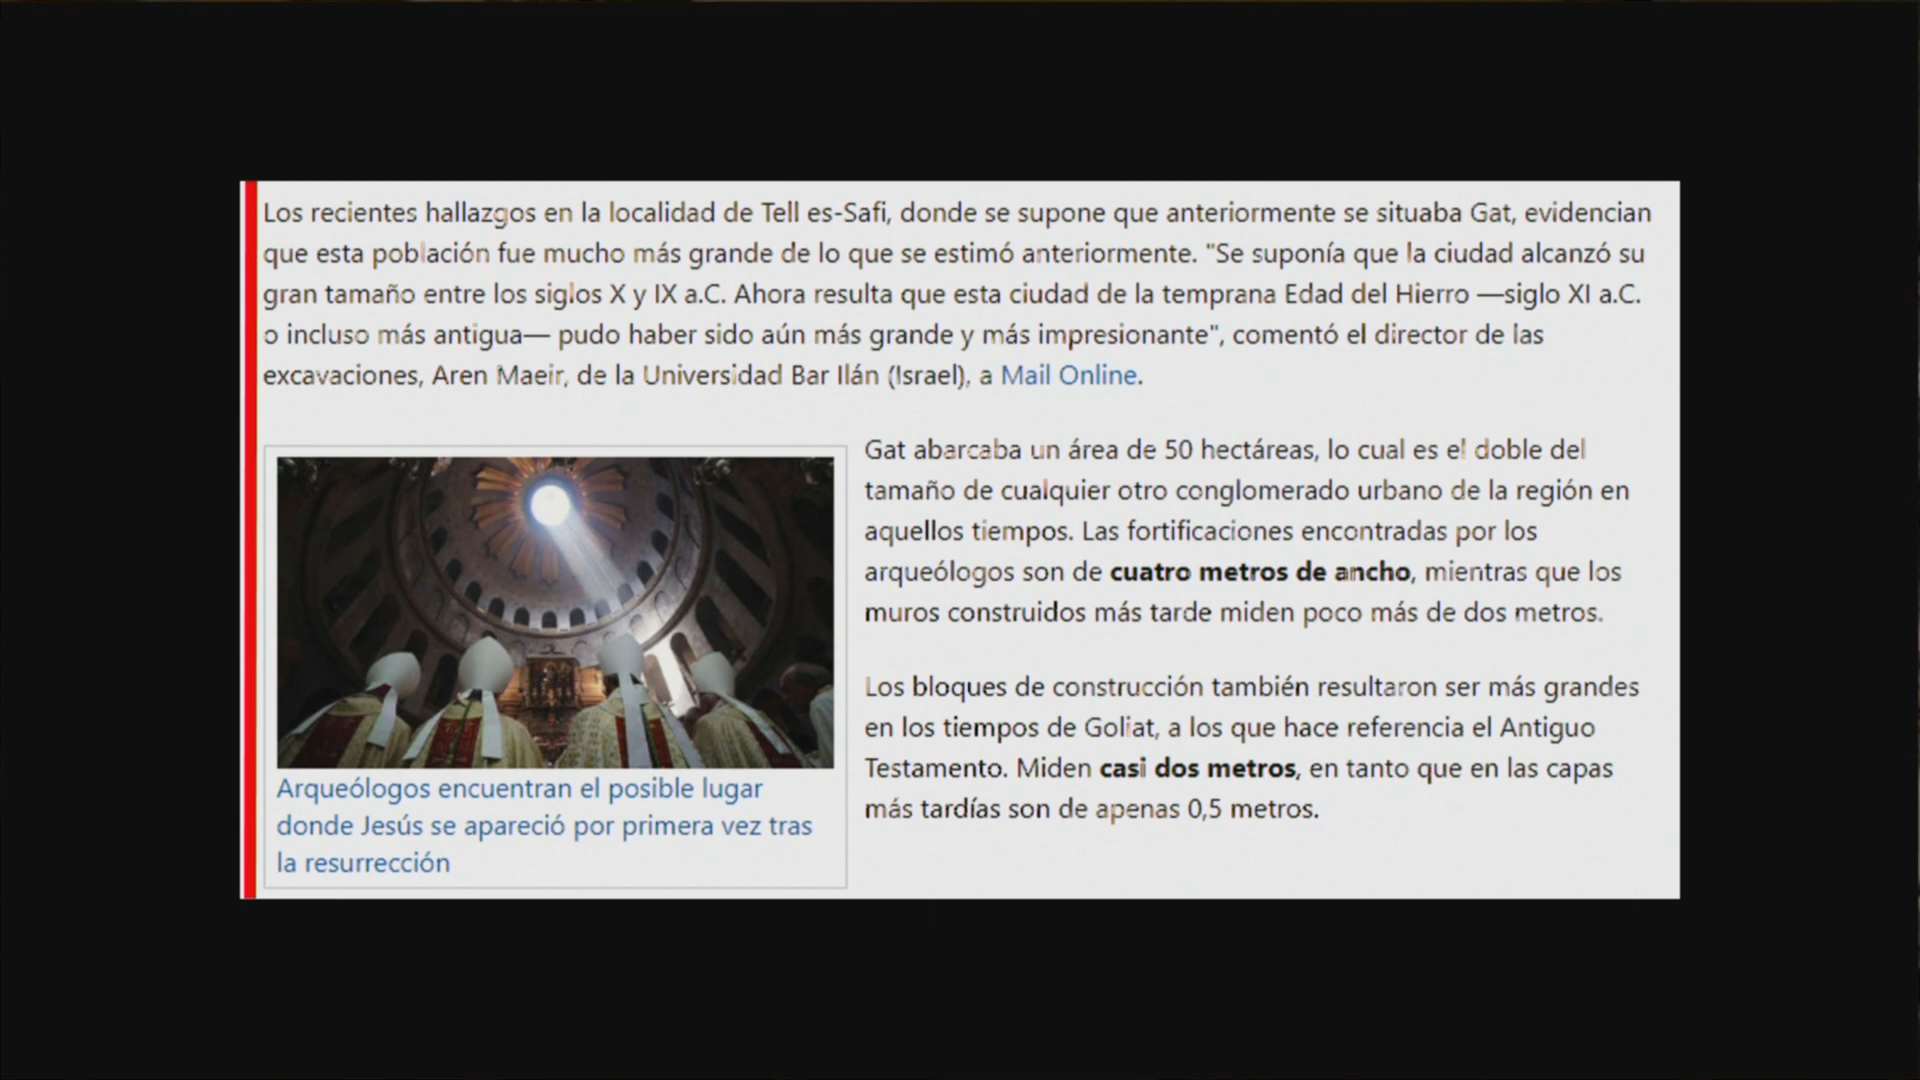 Los recientes hallazgos en la localidad de Tell es-Safi, donde se supone que anteriormente se situaba Gat, evidencian
que esta población fue mucho más grande de lo que se estimó anteriormente. "Se suponía que la ciudad alcanzó su
gran tamaño entre los siglos X y IX a.C. Ahora resulta que esta ciudad de la temprana Edad del Hierro —siglo XI a.C.
o incluso más antigua— pudo haber sido aún más grande y más impresionante", comentó el director de las
excavaciones, Aren Maeir, de la Universidad Bar Ilán (Israel), a Mail Online.
Gat abarcaba un área de 50 hectáreas, lo cual es el doble del
tamaño de cualquier otro conglomerado urbano de la región en
aquellos tiempos. Las fortificaciones encontradas por los
arqueólogos son de cuatro metros de ancho, mientras que los
muros construidos más tarde miden poco más de dos metros.
Los bloques de construcción también resultaron ser más grandes
en los tiempos de Goliat, a los que hace referencia el Antiguo
Testamento. Miden casi dos metros, en tanto que en las capas
más tardías son de apenas 0,5 metros.
Arqueólogos encuentran el posible lugar
donde Jesús se apareció por primera vez tras
la resurrección